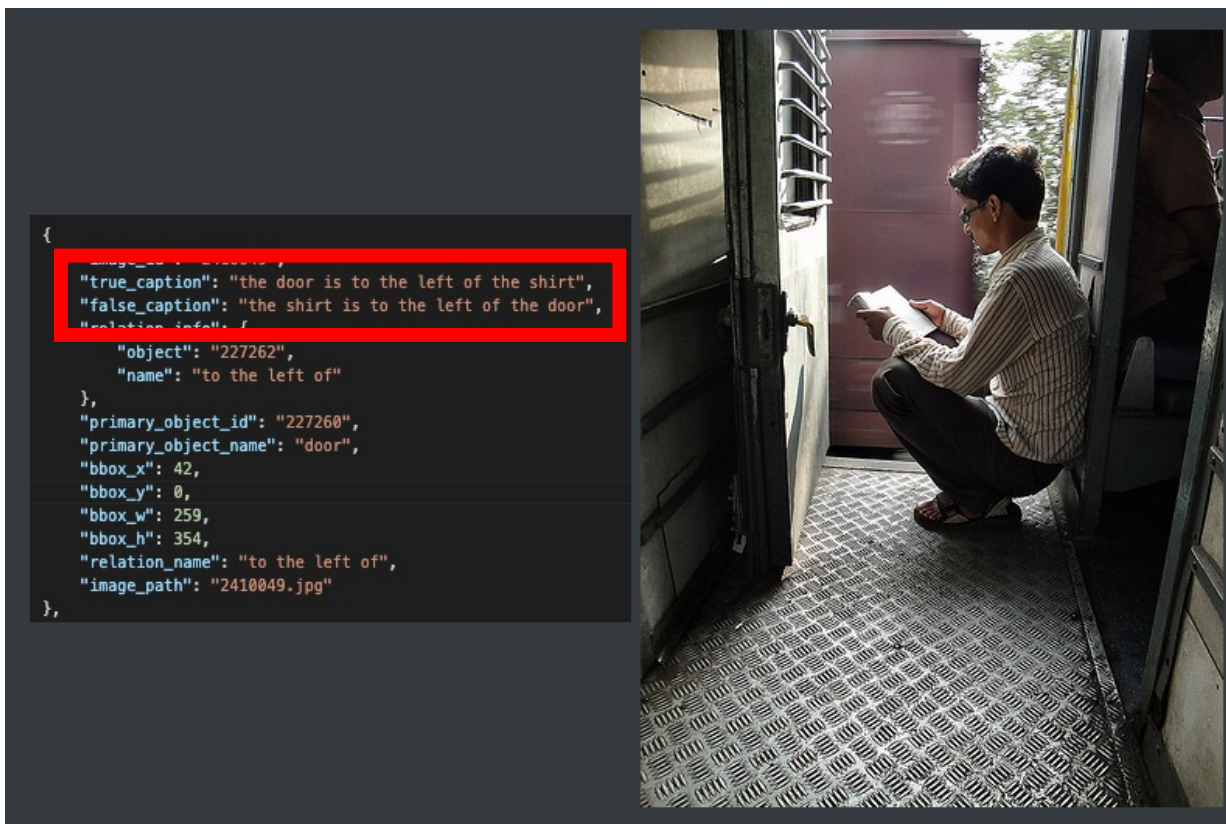 {
"true_caption": "the door is to the left of the shirt",
"false_caption": "the shirt is to the left of the door",
"object": "227262",
"name": "to the left of"
},
"primary_object_id": "227260",
"primary_object_name": "door",
"bbox_x": 42,
"bbox_y": 0,
"bbox_w": 259,
"bbox_h": 354,
"relation_name": "to the left of",
"image_path": "2410049.jpg"
},